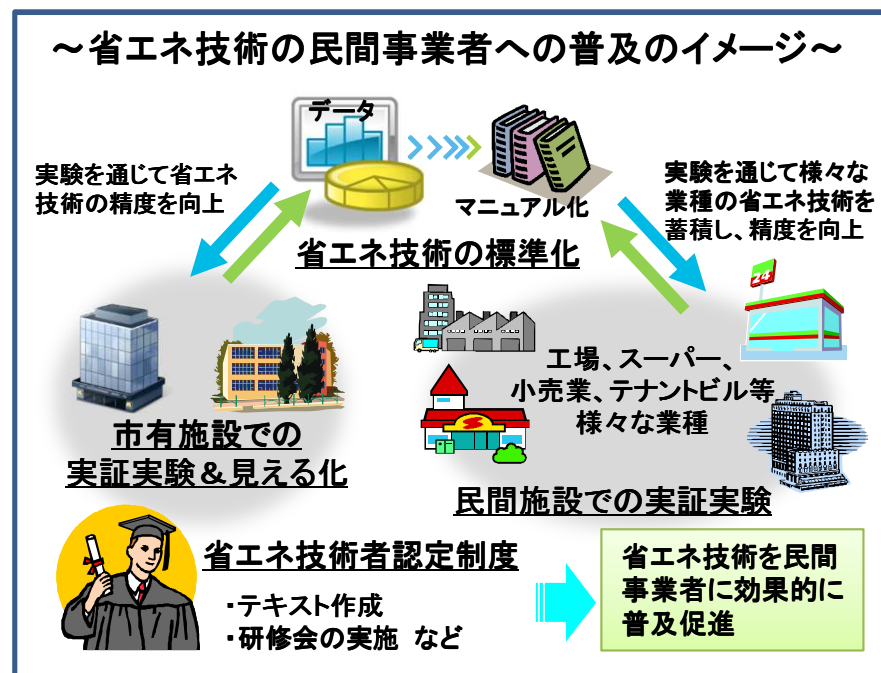 ～省エネ技術の民間事業者への普及のイメージ～
データ
マニュアル化
実験を通じて省エネ
技術の精度を向上
実験を通じて様々な
業種の省エネ技術を
蓄積し、精度を向上
省エネ技術の標準化
24
工場、スーパー、
小売業、テナントビル等
様々な業種
市有施設での
実証実験＆見える化
民間施設での実証実験
省エネ技術者認定制度
・テキスト作成
・研修会の実施 など
省エネ技術を民間
事業者に効果的に
普及促進